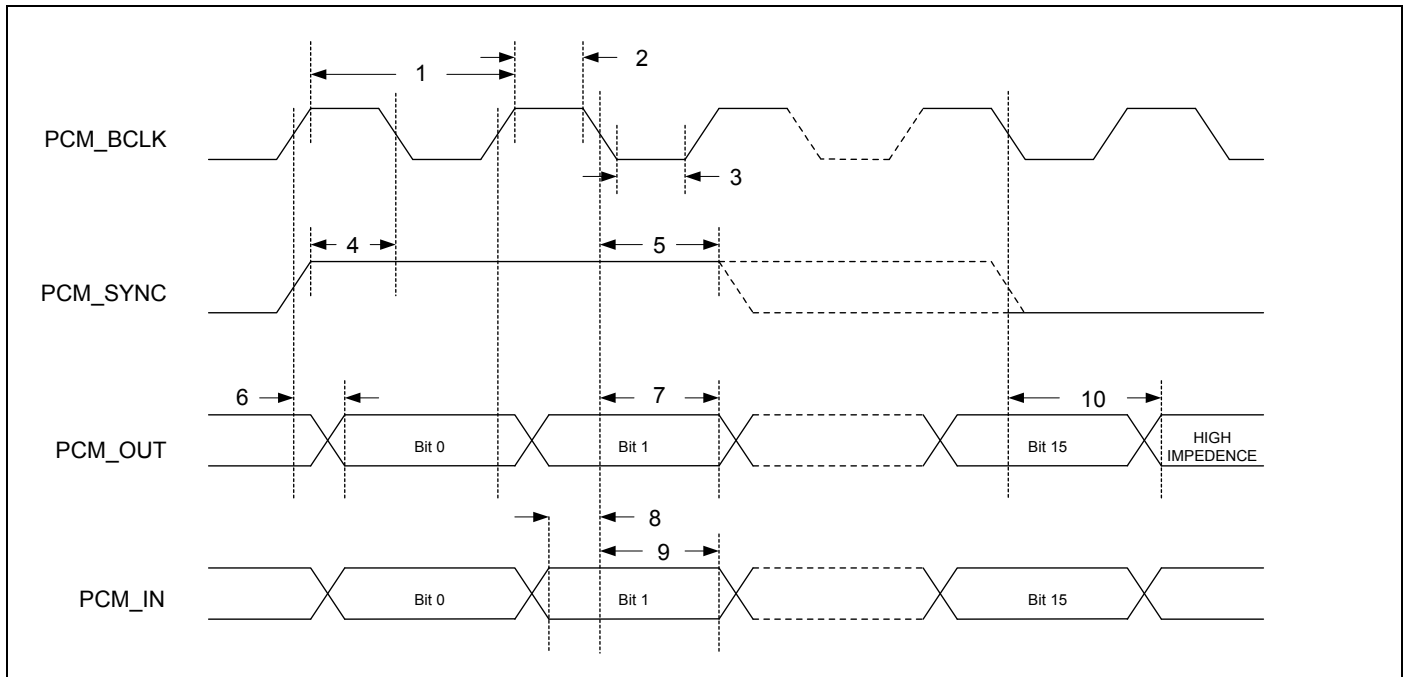 1
2
PCM_BCLK
3
4
5
PCM_SYNC
6
7
10
PCM_OUT
Bit 0
Bit 1
Bit 15
HIGH
IMPEDENCE
8
9
PCM_IN
Bit 0
Bit 1
Bit 15